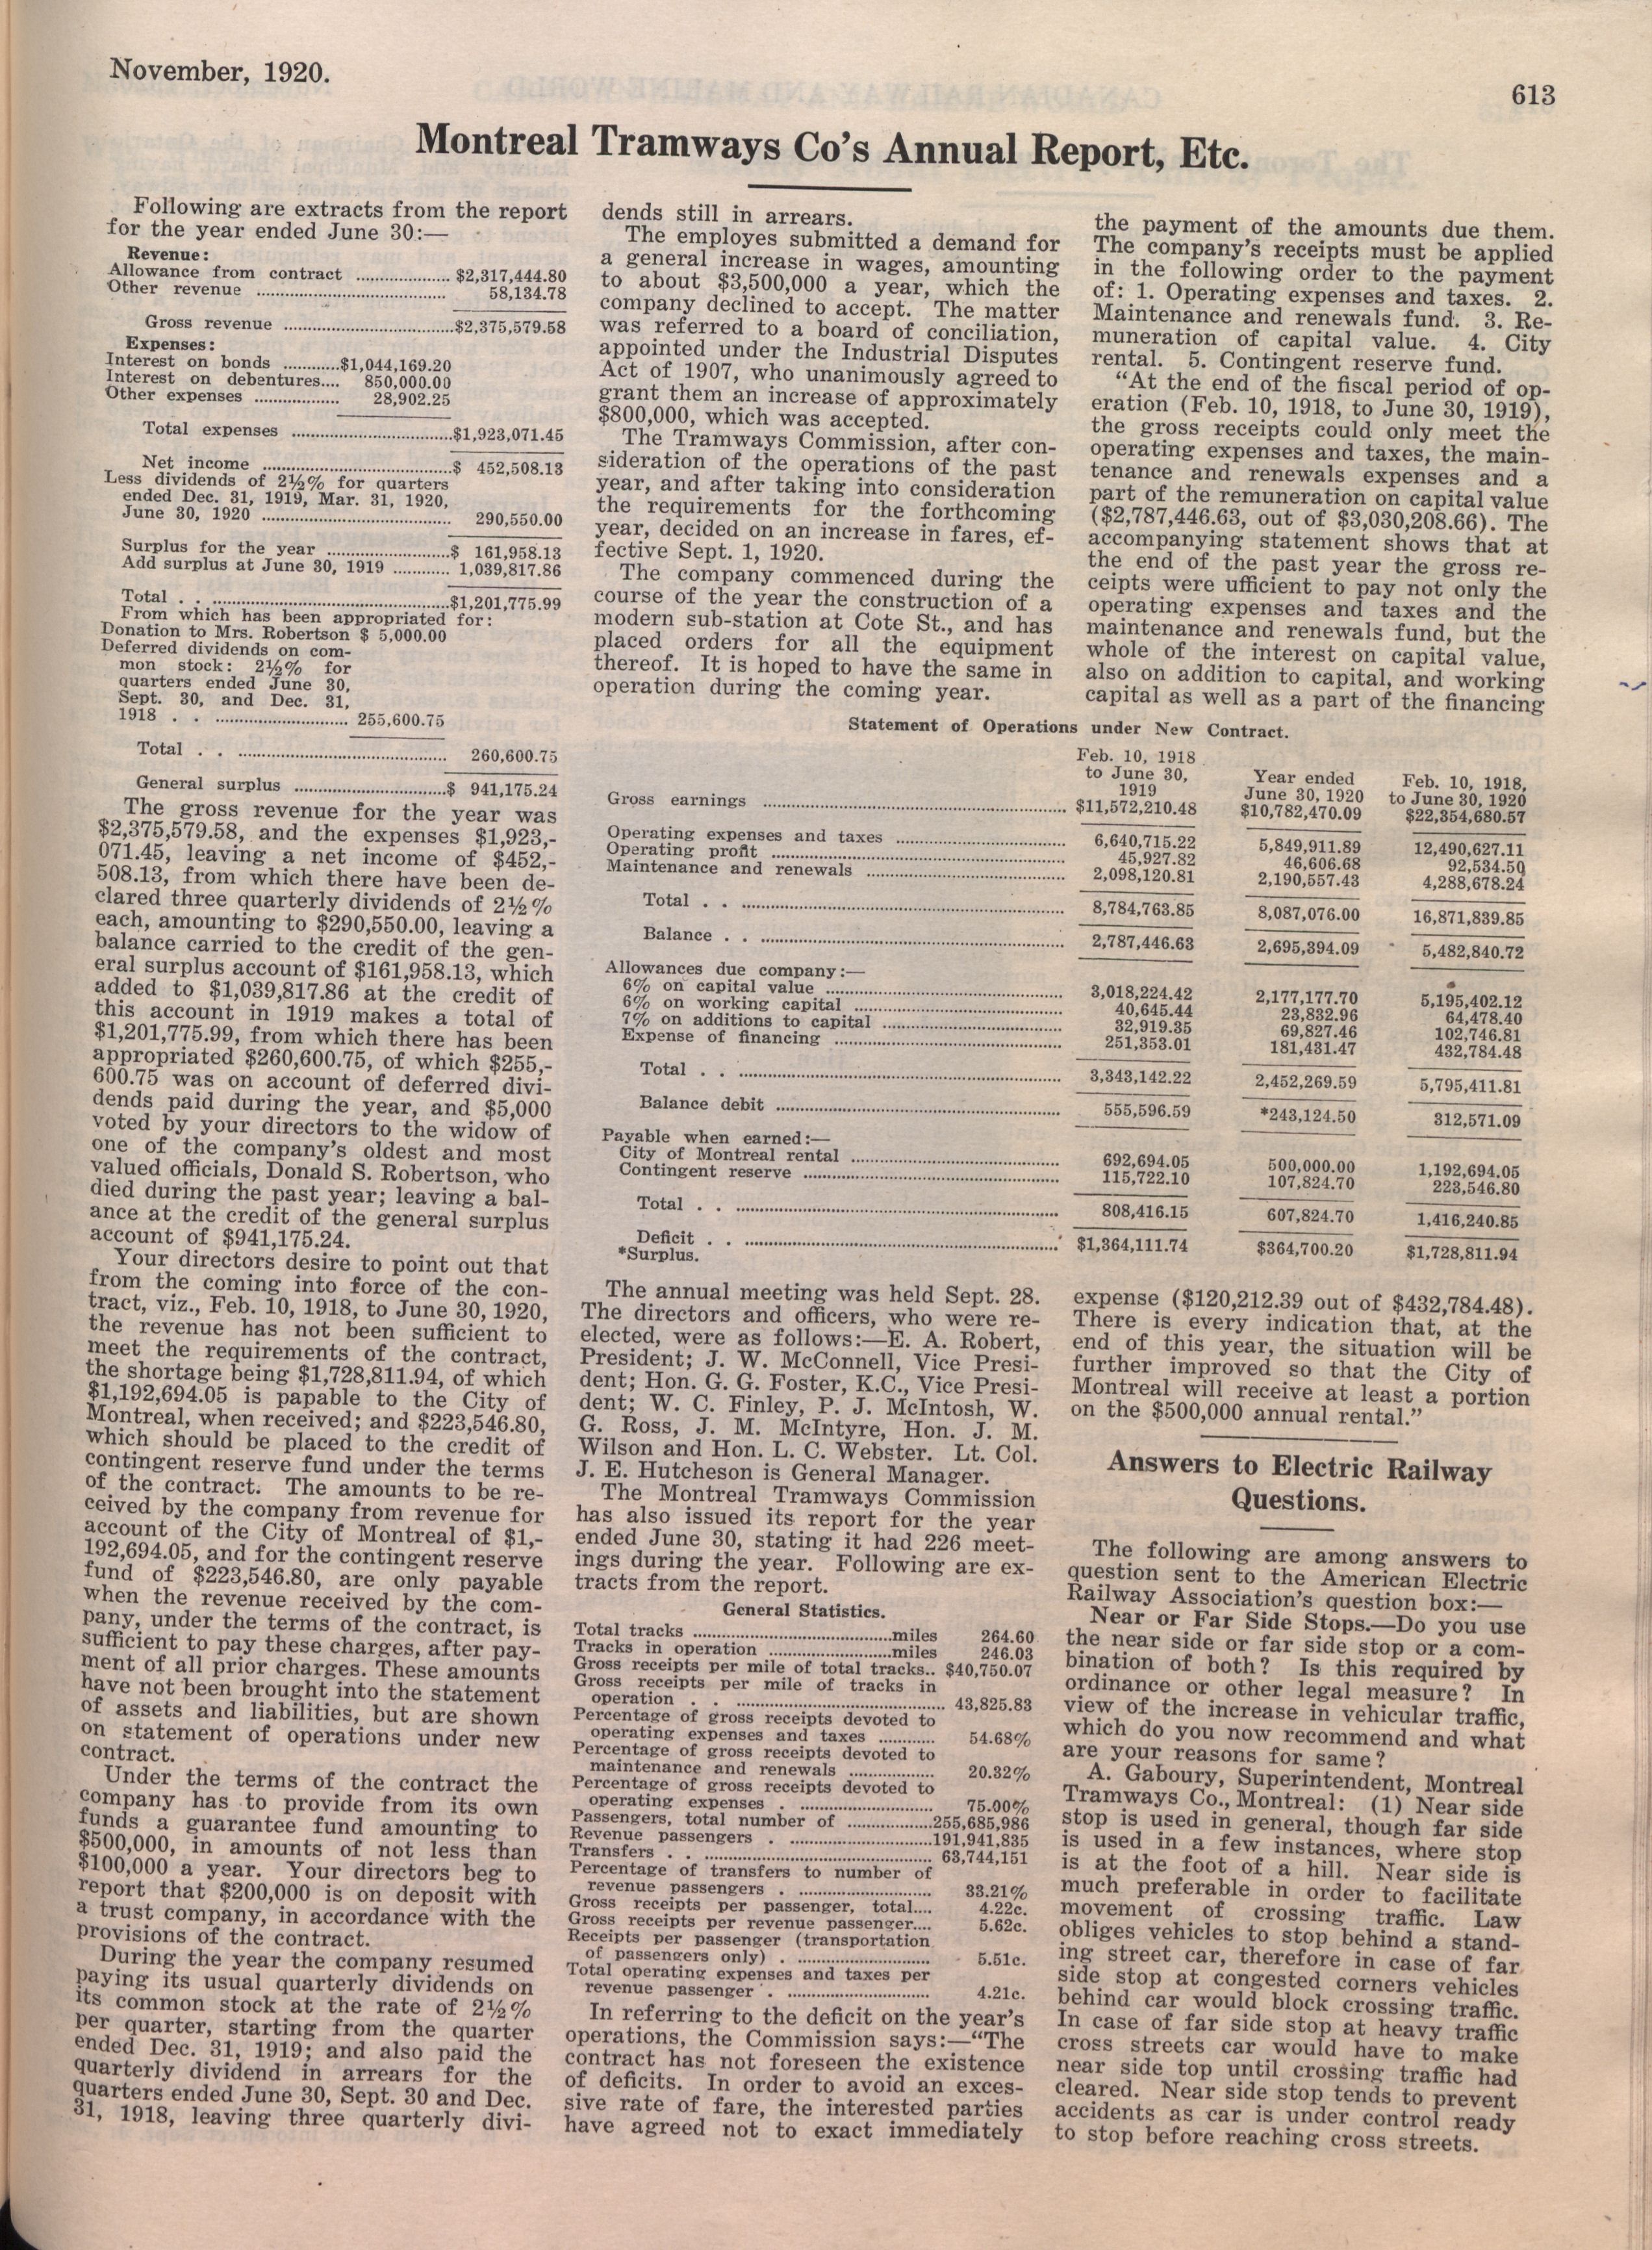 November, 1920.
613
Montreal Tramways Co's Annual Report, Etc.
Following are extracts from the report
for the year ended June 30:—
Revenue:
Allowance from contract .................. $2,317,444.80
Other revenue .................. 58,134.78
Gross revenue .................. $2,375,579.58
Expenses:
Interest on bonds ............ $1,044,169.20
Interest on debentures.... 850,000.00
Other expenses ................ 28,902.25
Total expenses .................. $1,923,071.45
Net income .................. $ 452,508.13
Less dividends of 2½% for quarters
ended Dec. 31, 1919, Mar. 31, 1920,
June 30, 1920 .................. 290,550.00
Surplus for the year .................. $ 161,958.13
Add surplus at June 30, 1919 ........... 1,039,817.86
Total . . .................. $1,201,775.99
From which has been appropriated for:
Donation to Mrs. Robertson $ 5,000.00
Deferred dividends on com-
mon stock: 2½% for
quarters ended June 30,
Sept. 30, and Dec. 31,
1918 . . .................. 255,600.75
Total . . .................. 260,600.75
General surplus .................. $ 941,175.24
The gross revenue for the year was
$2,375,579.58, and the expenses $1,923,-
071.45, leaving a net income of $452,-
508.13, from which there have been de-
clared three quarterly dividends of 2½%
each, amounting to $290,550.00, leaving a
balance carried to the credit of the gen-
eral surplus account of $161,958.13, which
added to $1,039,817.86 at the credit of
this account in 1919 makes a total of
$1,201,775.99, from which there has been
appropriated $260,600.75, of which $255,-
600.75 was on account of deferred divi-
dends paid during the year, and $5,000
voted by your directors to the widow of
one of the company's oldest and most
valued officials, Donald S. Robertson, who
died during the past year; leaving a bal-
ance at the credit of the general surplus
account of $941,175.24.
Your directors desire to point out that
from the coming into force of the con-
tract, viz., Feb. 10, 1918, to June 30, 1920,
the revenue has not been sufficient to
meet the requirements of the contract,
the shortage being $1,728,811.94, of which
$1,192,694.05 is papable to the City of
Montreal, when received; and $223,546.80,
which should be placed to the credit of
contingent reserve fund under the terms
of the contract. The amounts to be re-
ceived by the company from revenue for
account of the City of Montreal of $1,-
192,694.05, and for the contingent reserve
fund of $223,546.80, are only payable
when the revenue received by the com-
pany, under the terms of the contract, is
sufficient to pay these charges, after pay-
ment of all prior charges. These amounts
have not been brought into the statement
of assets and liabilities, but are shown
on statement of operations under new
contract.
Under the terms of the contract the
company has to provide from its own
funds a guarantee fund amounting to
$500,000, in amounts of not less than
$100,000 a year. Your directors beg to
report that $200,000 is on deposit with
a trust company, in accordance with the
provisions of the contract.
During the year the company resumed
paying its usual quarterly dividends on
its common stock at the rate of 2½%
per quarter, starting from the quarter
ended Dec. 31, 1919; and also paid the
quarterly dividend in arrears for the
quarters ended June 30, Sept. 30 and Dec.
31, 1918, leaving three quarterly divi-
dends still in arrears.
The employes submitted a demand for
a general increase in wages, amounting
to about $3,500,000 a year, which the
company declined to accept. The matter
was referred to a board of conciliation,
appointed under the Industrial Disputes
Act of 1907, who unanimously agreed to
grant them an increase of approximately
$800,000, which was accepted.
The Tramways Commission, after con-
sideration of the operations of the past
year, and after taking into consideration
the requirements for the forthcoming
year, decided on an increase in fares, ef-
fective Sept. 1, 1920.
The company commenced during the
course of the year the construction of a
modern sub-station at Cote St., and has
placed orders for all the equipment
thereof. It is hoped to have the same in
operation during the coming year.
the payment of the amounts due them.
The company's receipts must be applied
in the following order to the payment
of: 1. Operating expenses and taxes. 2.
Maintenance and renewals fund. 3. Re-
muneration of capital value. 4. City
rental. 5. Contingent reserve fund.
"At the end of the fiscal period of op-
eration (Feb. 10, 1918, to June 30, 1919),
the gross receipts could only meet the
operating expenses and taxes, the main-
tenance and renewals expenses and a
part of the remuneration on capital value
($2,787,446.63, out of $3,030,208.66). The
accompanying statement shows that at
the end of the past year the gross re-
ceipts were ufficient to pay not only the
operating expenses and taxes and the
maintenance and renewals fund, but the
whole of the interest on capital value,
also on addition to capital, and working
capital as well as a part of the financing
Statement of Operations under New Contract.
Feb. 10, 1918
to June 30,
1919
Year ended
June 30, 1920
Feb. 10, 1918,
to June 30, 1920
Gross earnings .................. $11,572,210.48 $10,782,470.09 $22,354,680.57
Operating expenses and taxes .................. 6,640,715.22 5,849,911.89 12,490,627.11
Operating profit .................. 45,927.82 46,606.68 92,534.50
Maintenance and renewals .................. 2,098,120.81 2,190,557.43 4,288,678.24
Total . . .................. 8,784,763.85 8,087,076.00 16,871,839.85
Balance . . .................. 2,787,446.63 2,695,394.09 5,482,840.72
Allowances due company:—
6% on capital value .................. 3,018,224.42 2,177,177.70 5,195,402.12
6% on working capital .................. 40,645.44 23,832.96 64,478.40
7% on additions to capital .................. 32,919.35 69,827.46 102,746.81
Expense of financing .................. 251,353.01 181,431.47 432,784.48
Total . . .................. 3,343,142.22 2,452,269.59 5,795,411.81
Balance debit .................. 555,596.59 *243,124.50 312,571.09
Payable when earned:—
City of Montreal rental .................. 692,694.05 500,000.00 1,192,694.05
Contingent reserve .................. 115,722.10 107,824.70 223,546.80
Total . . .................. 808,416.15 607,824.70 1,416,240.85
Deficit . . .................. $1,364,111.74 $364,700.20 $1,728,811.94
*Surplus.
The annual meeting was held Sept. 28.
The directors and officers, who were re-
elected, were as follows:—E. A. Robert,
President; J. W. McConnell, Vice Presi-
dent; Hon. G. G. Foster, K.C., Vice Presi-
dent; W. C. Finley, P. J. McIntosh, W.
G. Ross, J. M. McIntyre, Hon. J. M.
Wilson and Hon. L. C. Webster. Lt. Col.
J. E. Hutcheson is General Manager.
The Montreal Tramways Commission
has also issued its report for the year
ended June 30, stating it had 226 meet-
ings during the year. Following are ex-
tracts from the report.
General Statistics.
Total tracks ..................miles 264.60
Tracks in operation ..................miles 246.03
Gross receipts per mile of total tracks.. $40,750.07
Gross receipts per mile of tracks in
operation . . .................. 43,825.83
Percentage of gross receipts devoted to
operating expenses and taxes ........... 54.68%
Percentage of gross receipts devoted to
maintenance and renewals ................ 20.32%
Percentage of gross receipts devoted to
operating expenses . .................. 75.00%
Passengers, total number of ...............255,685,986
Revenue passengers . ..................191,941,835
Transfers . . .................. 63,744,151
Percentage of transfers to number of
revenue passengers . .................. 33.21%
Gross receipts per passenger, total.... 4.22c.
Gross receipts per revenue passenger.... 5.62c.
Receipts per passenger (transportation
of passengers only) . .................. 5.51c.
Total operating expenses and taxes per
revenue passenger . .................. 4.21c.
In referring to the deficit on the year's
operations, the Commission says:—"The
contract has not foreseen the existence
of deficits. In order to avoid an exces-
sive rate of fare, the interested parties
have agreed not to exact immediately
expense ($120,212.39 out of $432,784.48).
There is every indication that, at the
end of this year, the situation will be
further improved so that the City of
Montreal will receive at least a portion
on the $500,000 annual rental."
Answers to Electric Railway
Questions.
The following are among answers to
question sent to the American Electric
Railway Association's question box:—
Near or Far Side Stops.—Do you use
the near side or far side stop or a com-
bination of both? Is this required by
ordinance or other legal measure? In
view of the increase in vehicular traffic,
which do you now recommend and what
are your reasons for same?
A. Gaboury, Superintendent, Montreal
Tramways Co., Montreal: (1) Near side
stop is used in general, though far side
is used in a few instances, where stop
is at the foot of a hill. Near side is
much preferable in order to facilitate
movement of crossing traffic. Law
obliges vehicles to stop behind a stand-
ing street car, therefore in case of far
side stop at congested corners vehicles
behind car would block crossing traffic.
In case of far side stop at heavy traffic
cross streets car would have to make
near side top until crossing traffic had
cleared. Near side stop tends to prevent
accidents as car is under control ready
to stop before reaching cross streets.